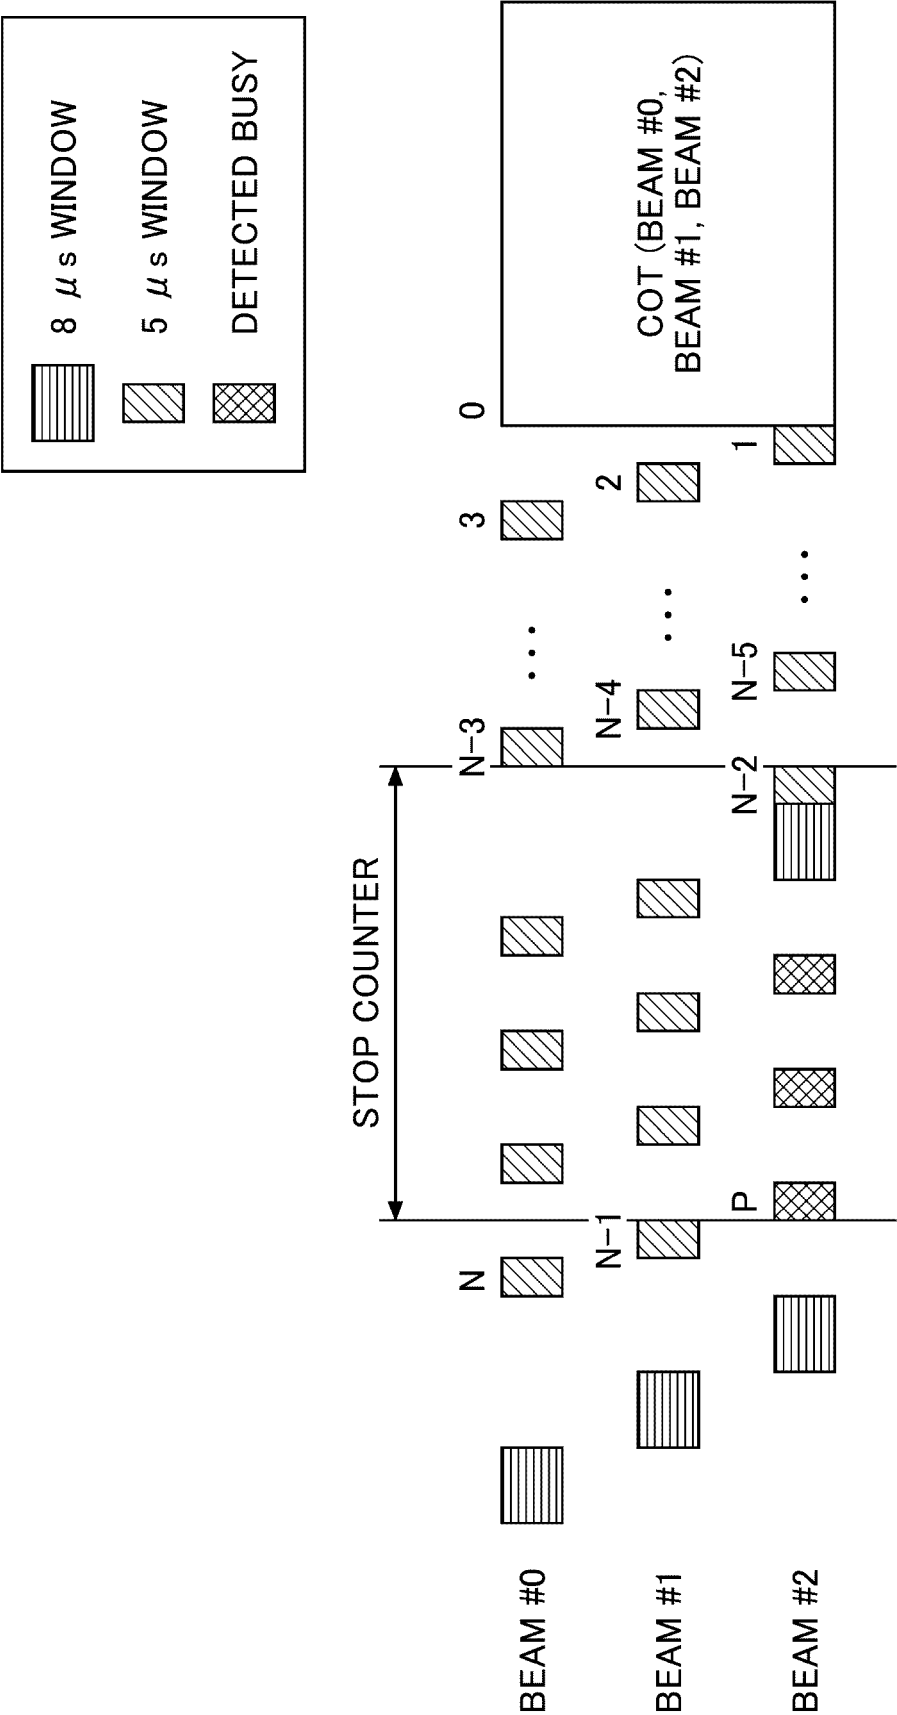 8 μs WINDOW
5 μs WINDOW
DETECTED BUSY
STOP COUNTER
BEAM #0
N
N-3
3
0
BEAM #1
N-1
N-4
2
BEAM #2
P
N-2
N-5
1
COT (BEAM #0,
BEAM #1, BEAM #2)